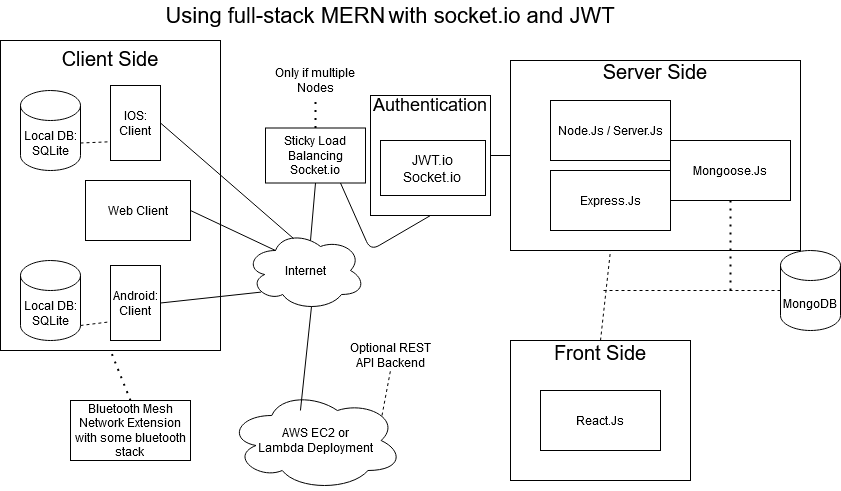 Using full-stack MERN with socket.io and JWT
Client Side
Local DB:
SQLite
IOS:
Client
Web Client
Local DB:
SQLite
Android:
Client
Bluetooth Mesh
Network Extension
with some bluetooth
stack
Only if multiple
Nodes
Sticky Load
Balancing
Socket.io
Internet
Optional REST
API Backend
AWS EC2 or
Lambda Deployment
Authentication
JWT.io
Socket.io
Server Side
Node.Js / Server.Js
Mongoose.Js
Express.Js
MongoDB
Front Side
React.Js